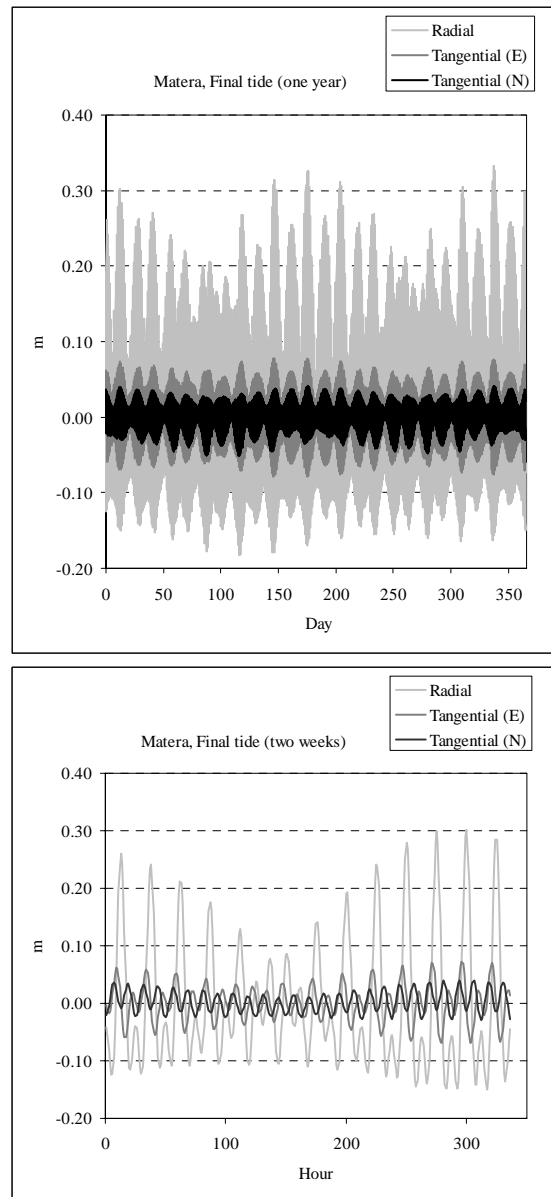 Radial
Tangential (E)
Tangential (N)
Matera, Final tide (one year)
0.40
0.30
0.20
0.10
0.00
-0.10
-0.20
m
0 50 100 150 200 250 300 350
Day
Radial
Tangential (E)
Tangential (N)
Matera, Final tide (two weeks)
0.40
0.30
0.20
0.10
0.00
-0.10
-0.20
m
0 100 200 300
Hour